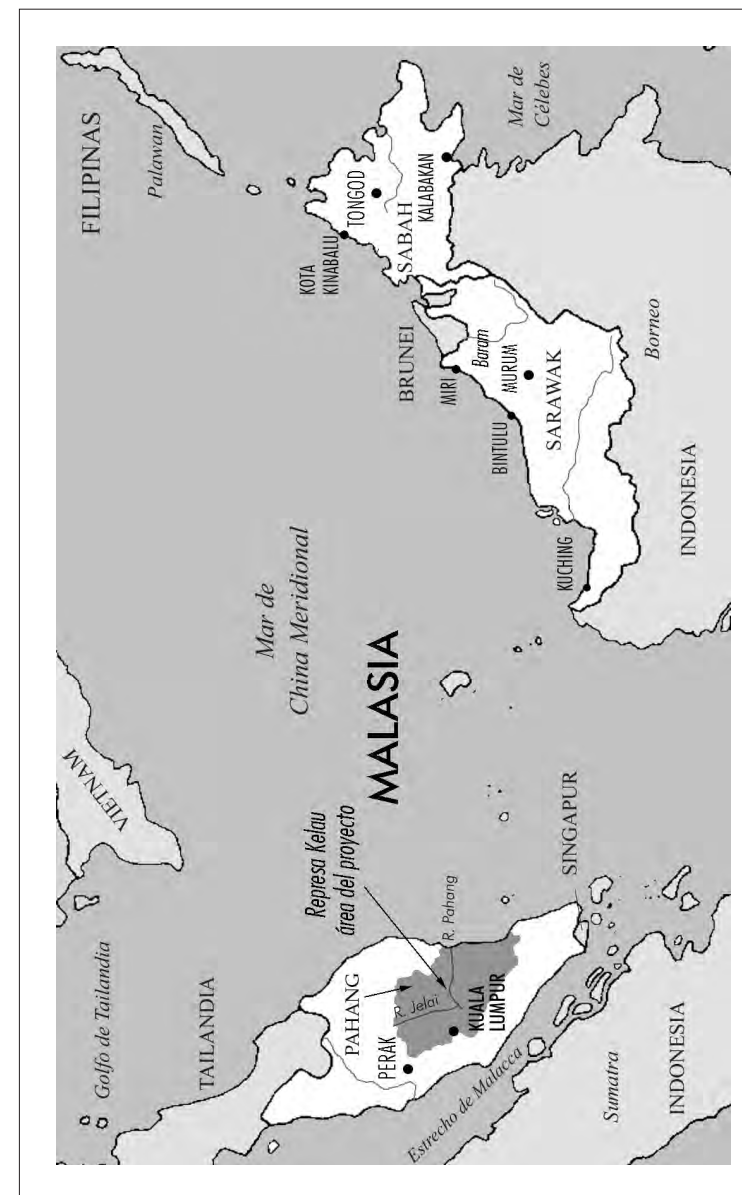 Golfo de Tailandia
VIETNAM
FILIPINAS
Palawan
TAILANDIA
Mar de
China Meridional
KOTA
KINABALU
TONGOD
SABAH
KALABAKAN
Mar de
Célebes
PAHANG
PERAK
R. Jelai
Represa Kelau
área del proyecto
R. Pahang
KUALA
LUMPUR
MALASIA
BRUNEI
MIRI
Baram
BINTULU
MURUM
SARAWAK
KUCHING
Borneo
Estrecho de Malacca
SINGAPUR
Sumatra
INDONESIA
INDONESIA